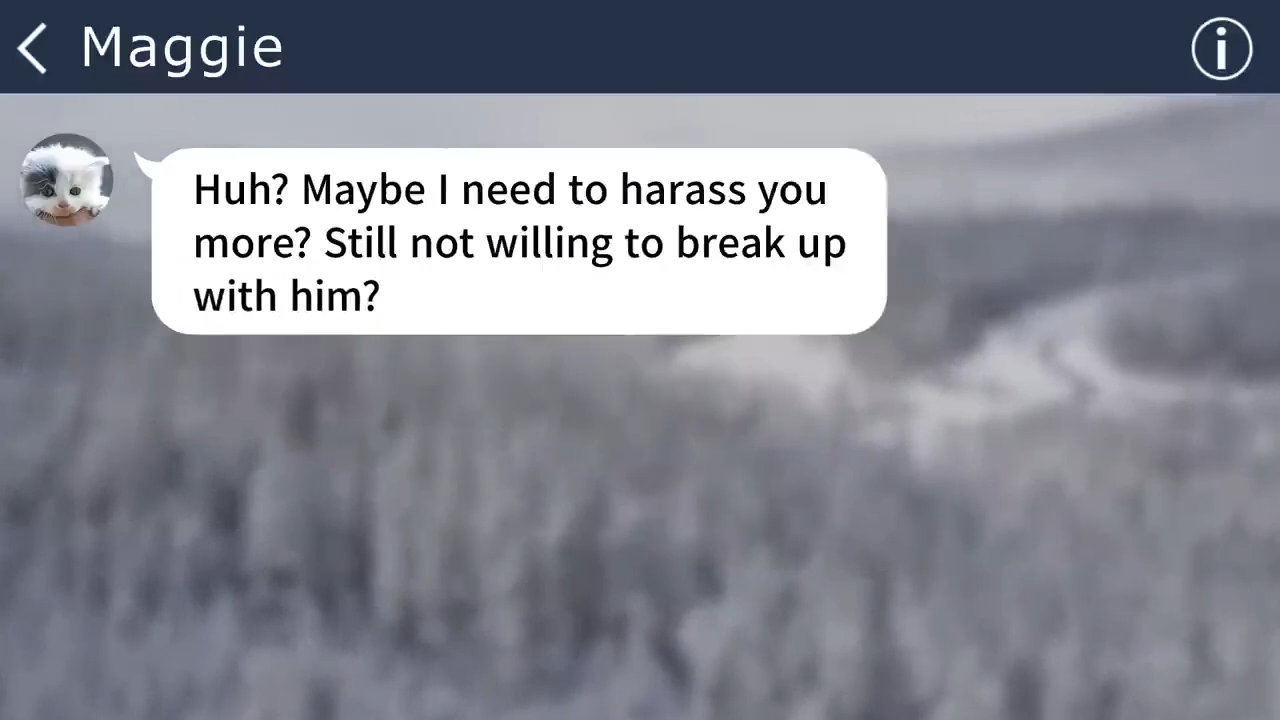 Maggie
Huh? Maybe I need to harass you
more? Still not willing to break up
with him?